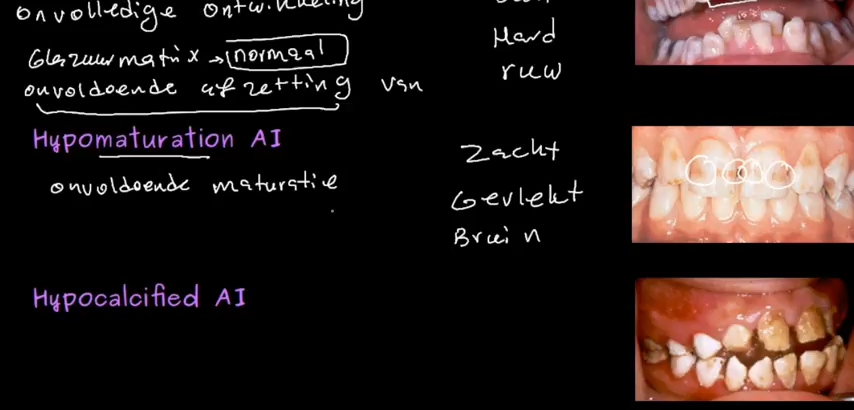 onvolledige ontwikkeling
Glazuurmatrix → normaal
Hard
ruw
onvoldoende afzetting van
Hypomaturation AI
Zacht
onvoldoende maturatie
Gevlekt
Bruin
Hypocalcified AI